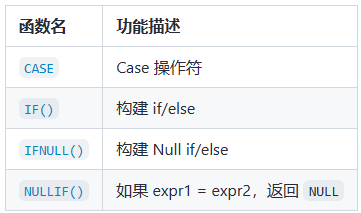 函数名 功能描述
CASE Case 操作符
IF() 构建 if/else
IFNULL() 构建 Null if/else
NULLIF() 如果 expr1 = expr2，返回 NULL